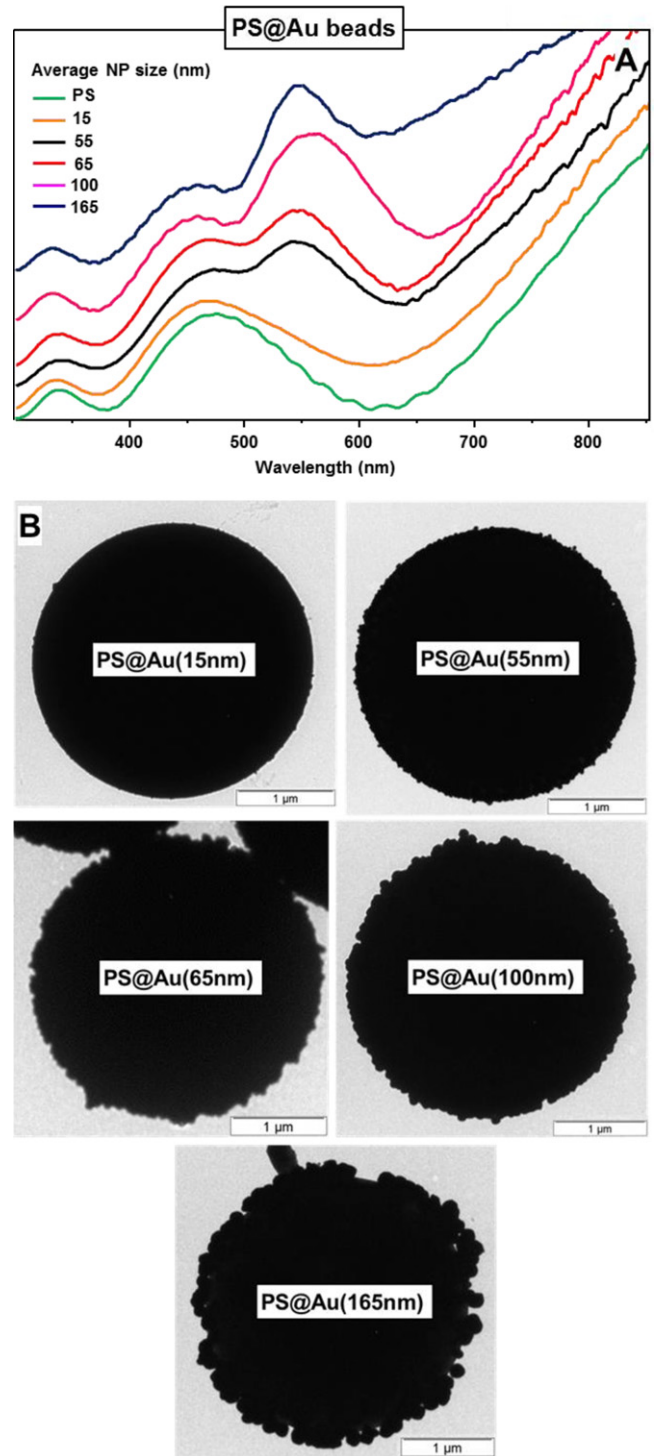 PS@Au beads
A
Average NP size (nm)
PS
15
55
65
100
165
400 500 600 700 800
Wavelength (nm)
B
PS@Au(15nm)
1 µm
PS@Au(55nm)
1 µm
PS@Au(65nm)
1 µm
PS@Au(100nm)
1 µm
PS@Au(165nm)
1 µm